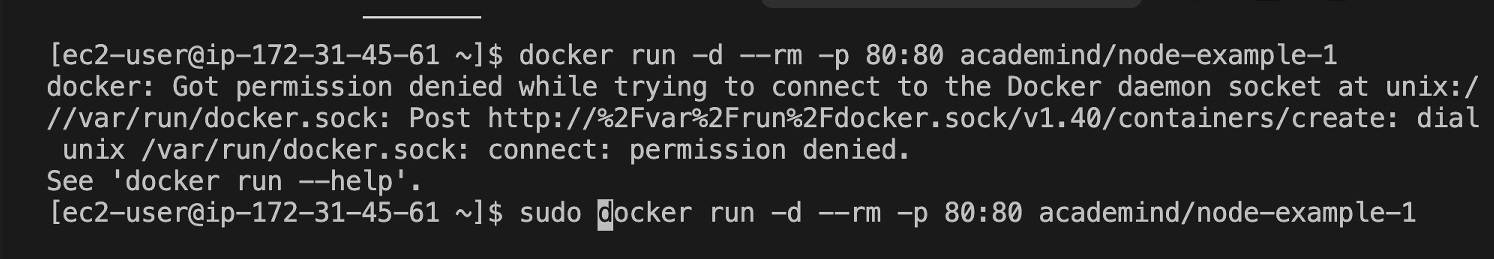 [ec2-user@ip-172-31-45-61 ~]$ docker run -d --rm -p 80:80 academind/node-example-1
docker: Got permission denied while trying to connect to the Docker daemon socket at unix:/
//var/run/docker.sock: Post http://%2Fvar%2Frun%2Fdocker.sock/v1.40/containers/create: dial
 unix /var/run/docker.sock: connect: permission denied.
See 'docker run --help'.
[ec2-user@ip-172-31-45-61 ~]$ sudo docker run -d --rm -p 80:80 academind/node-example-1